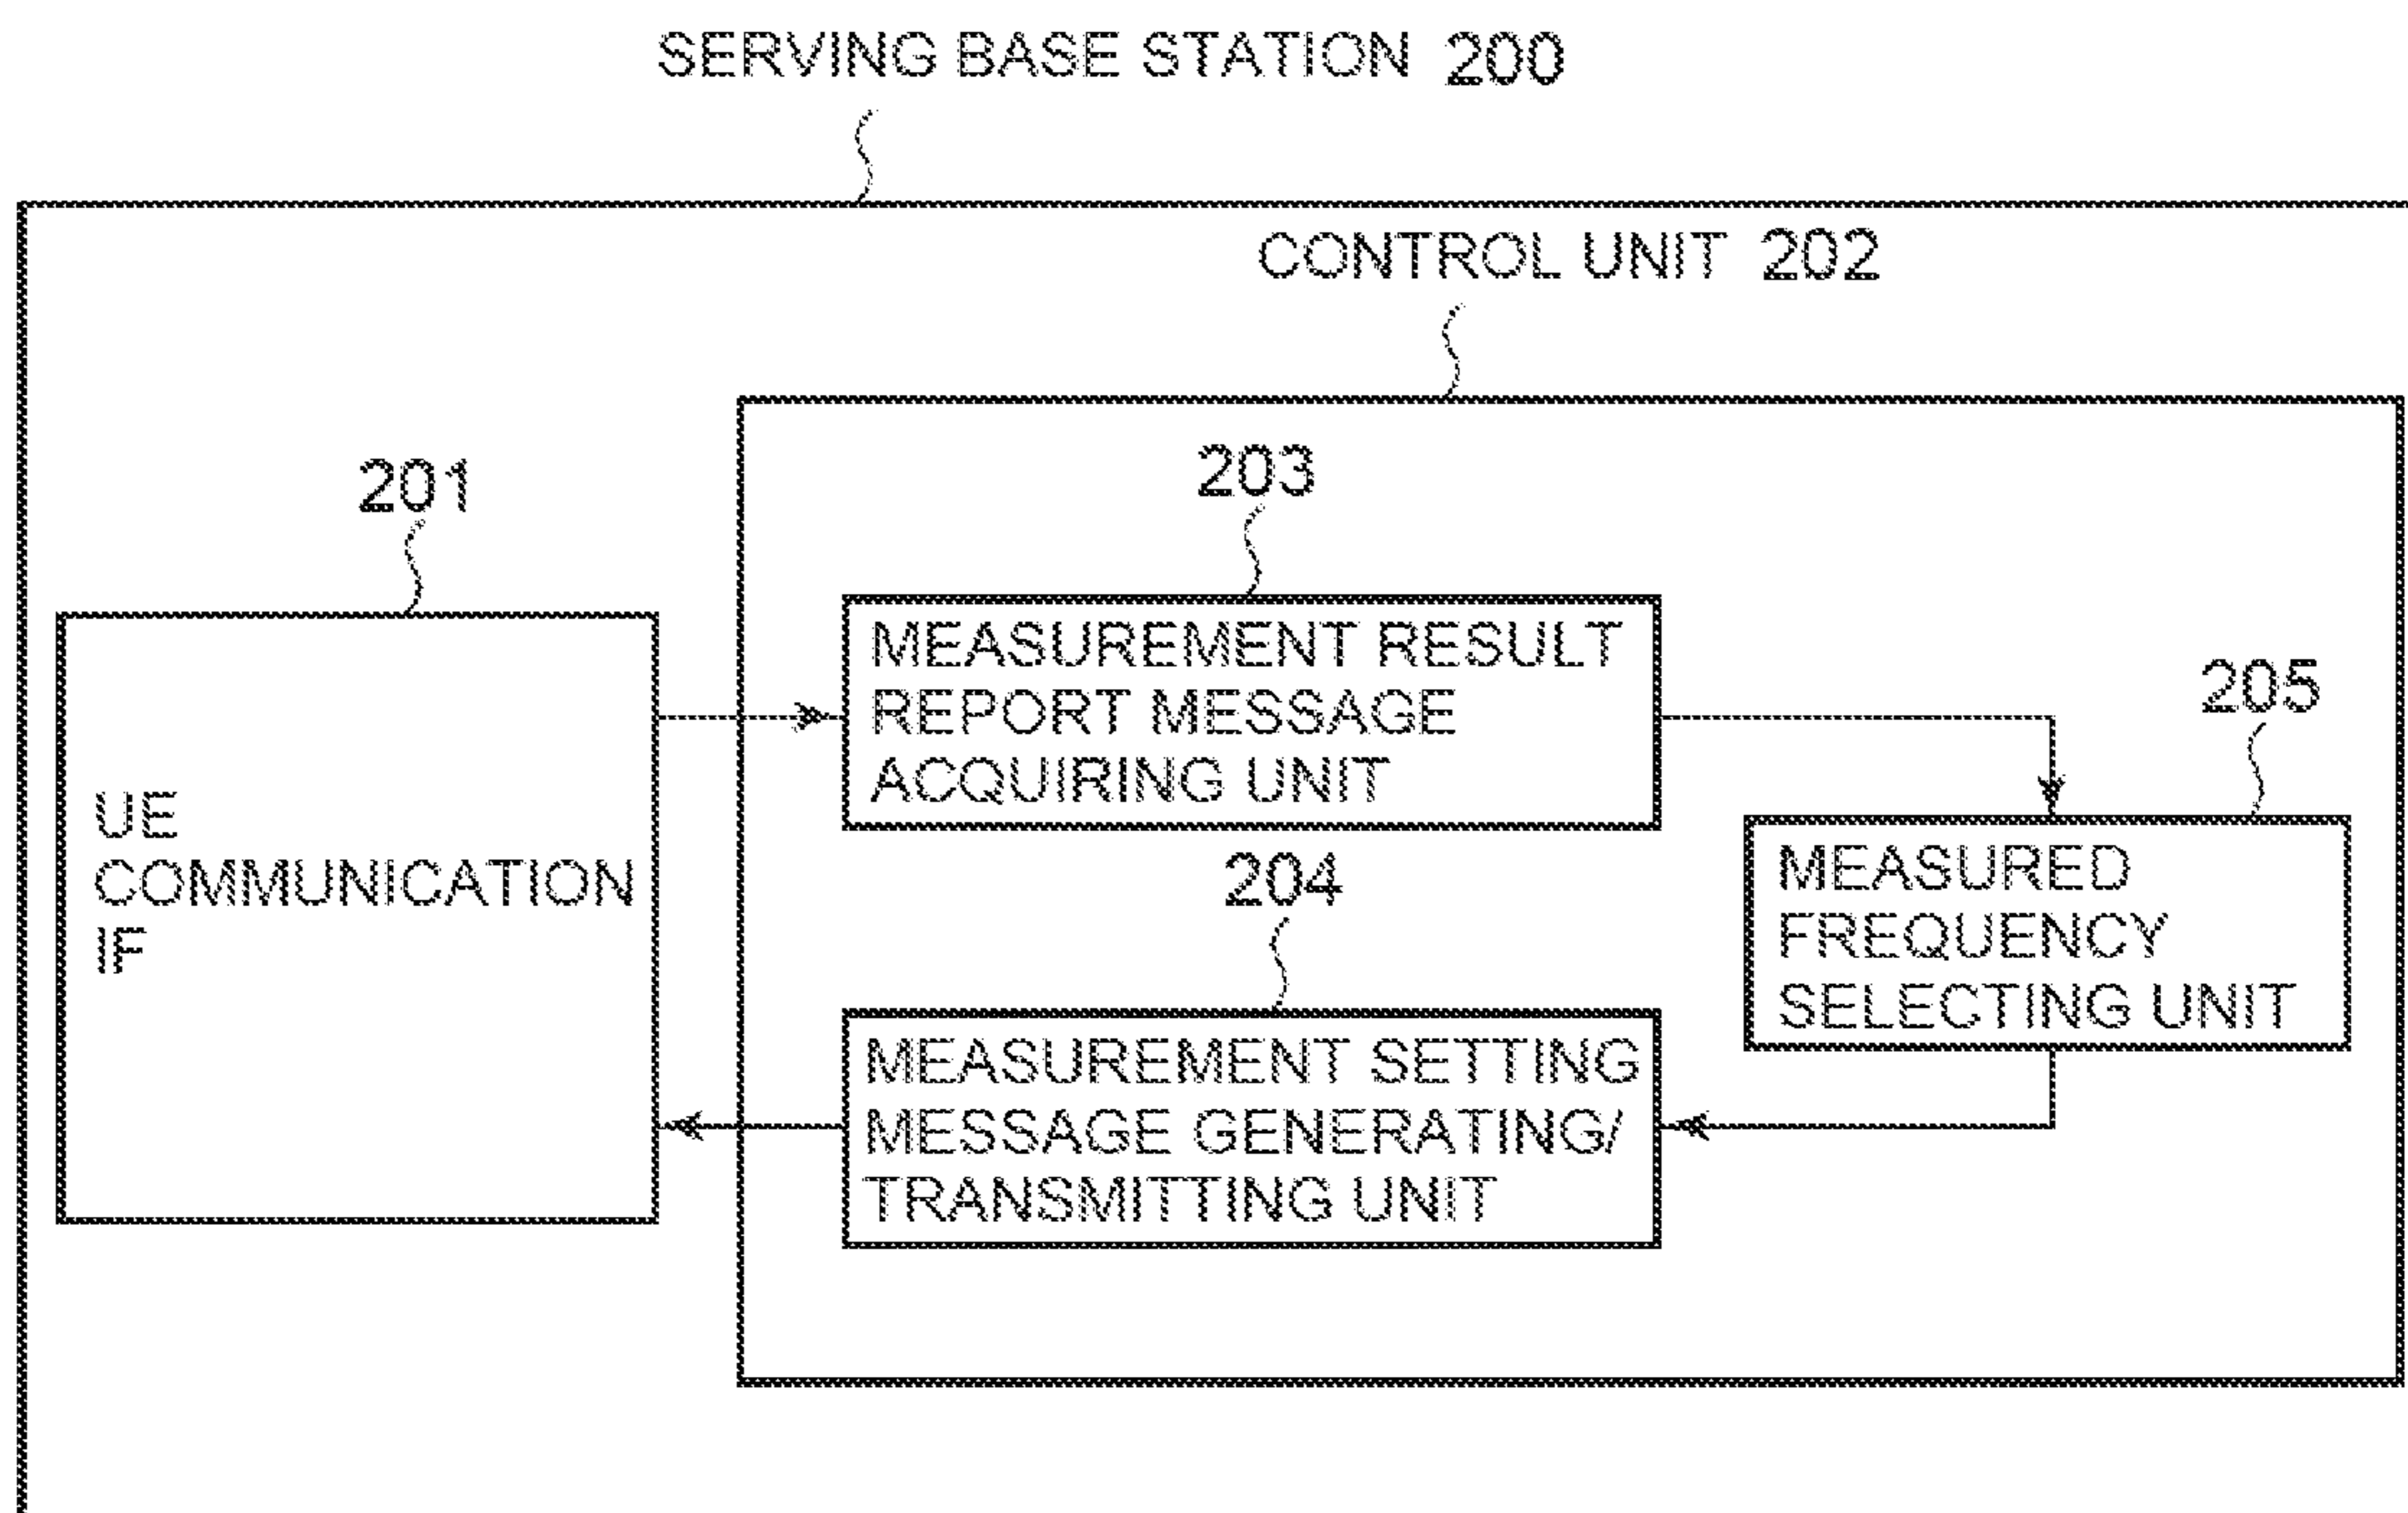 SERVING BASE STATION 200
CONTROL UNIT 202
201
203
MEASUREMENT RESULT
REPORT MESSAGE
ACQUIRING UNIT
205
UE
COMMUNICATION
IF
MEASURED
FREQUENCY
SELECTING UNIT
204
MEASUREMENT SETTING
MESSAGE GENERATING/
TRANSMITTING UNIT